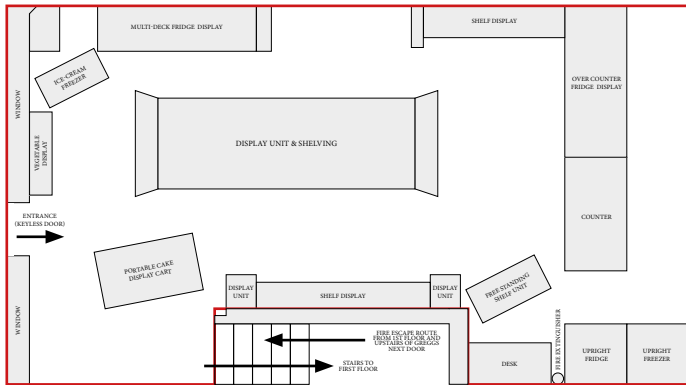 MULTI-DECK FRIDGE DISPLAY
SHELF DISPLAY
ICE-CREAM
FREEZER
OVER COUNTER
FRIDGE DISPLAY
WINDOW
VEGETABLE
DISPLAY
DISPLAY UNIT & SHELVING
ENTRANCE
(KEYLESS DOOR)
COUNTER
PORTABLE CAKE
DISPLAY CART
DISPLAY
UNIT
SHELF DISPLAY
DISPLAY
UNIT
FREE STANDING
SHELF UNIT
WINDOW
FIRE ESCAPE ROUTE
FROM 1ST FLOOR AND
UPSTAIRS OF GREGGS
NEXT DOOR
STAIRS TO
FIRST FLOOR
DESK
FIRE EXTINGUISHER
UPRIGHT
FRIDGE
UPRIGHT
FREEZER